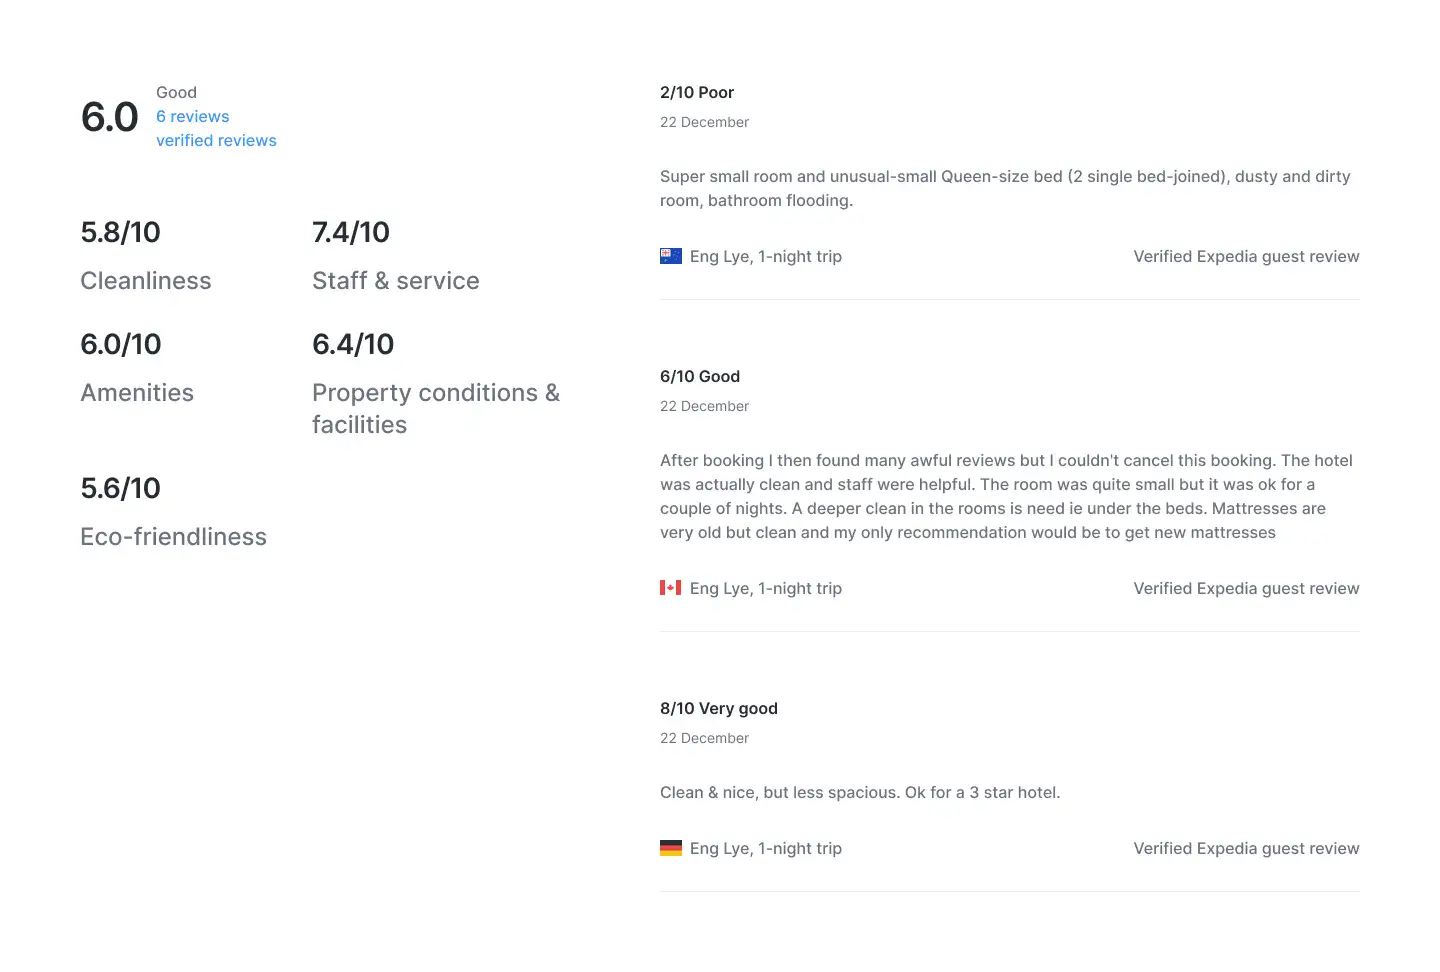 6.0
Good
6 reviews
verified reviews
5.8/10
Cleanliness
7.4/10
Staff & service
6.0/10
Amenities
6.4/10
Property conditions &
facilities
5.6/10
Eco-friendliness
2/10 Poor
22 December
Super small room and unusual-small Queen-size bed (2 single bed-joined), dusty and dirty
room, bathroom flooding.
Eng Lye, 1-night trip
Verified Expedia guest review
6/10 Good
22 December
After booking I then found many awful reviews but I couldn't cancel this booking. The hotel
was actually clean and staff were helpful. The room was quite small but it was ok for a
couple of nights. A deeper clean in the rooms is need ie under the beds. Mattresses are
very old but clean and my only recommendation would be to get new mattresses
Eng Lye, 1-night trip
Verified Expedia guest review
8/10 Very good
22 December
Clean & nice, but less spacious. Ok for a 3 star hotel.
Eng Lye, 1-night trip
Verified Expedia guest review